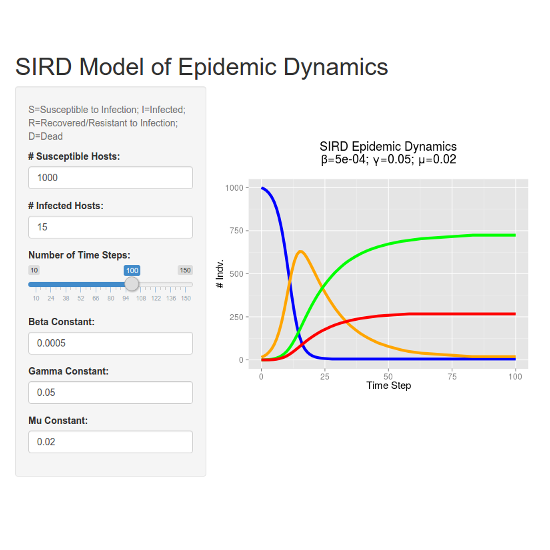 SIRD Model of Epidemic Dynamics
S=Susceptible to Infection; I=Infected;
R=Recovered/Resistant to Infection;
D=Dead
# Susceptible Hosts:
1000
# Infected Hosts:
15
Number of Time Steps:
10 100 150
10 24 38 52 66 80 94 108 122 136 150
Beta Constant:
0.0005
Gamma Constant:
0.05
Mu Constant:
0.02
SIRD Epidemic Dynamics
β=5e-04; γ=0.05; μ=0.02
# Indv.
1000
750
500
250
0
0 25 50 75 100
Time Step